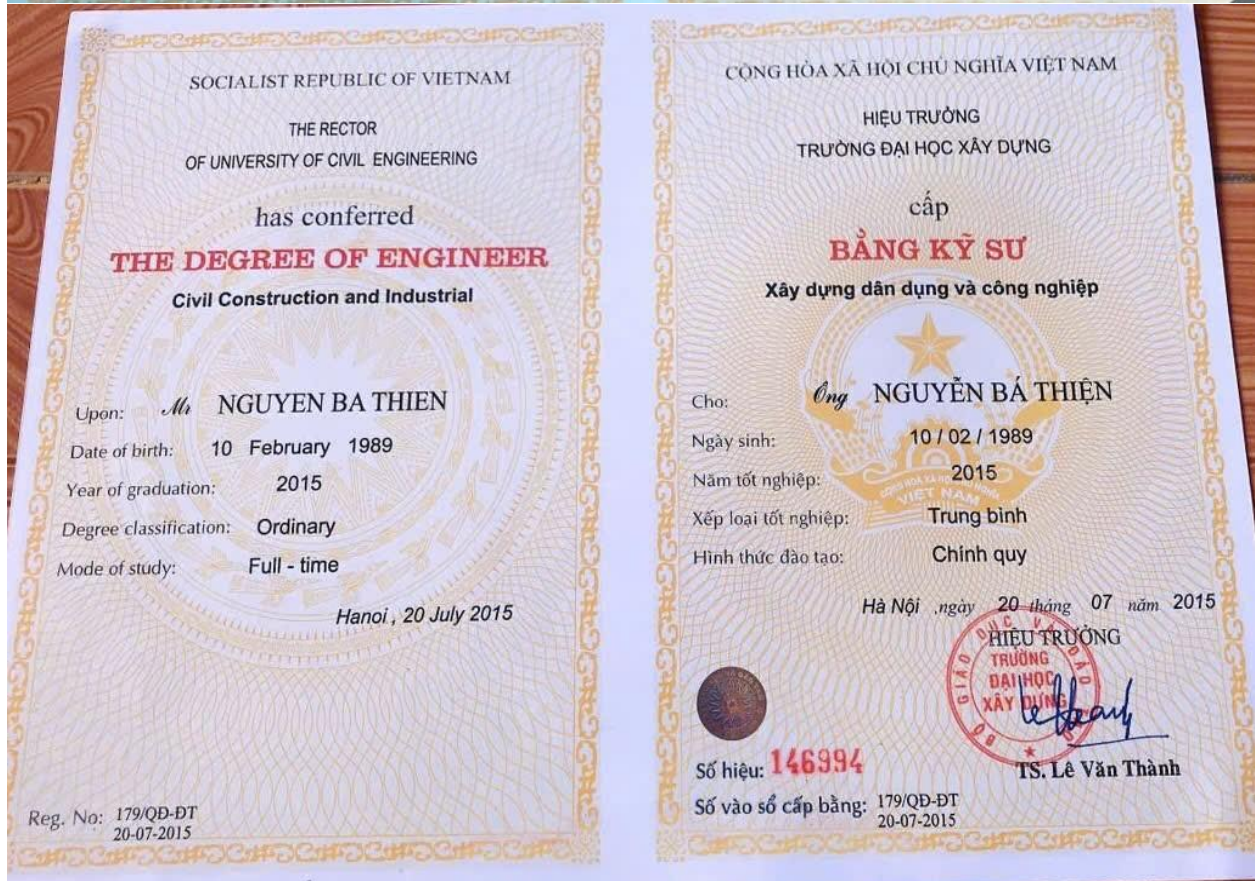 SOCIALIST REPUBLIC OF VIETNAM
THE RECTOR
OF UNIVERSITY OF CIVIL ENGINEERING
has conferred
THE DEGREE OF ENGINEER
Civil Construction and Industrial
Upon: Mr NGUYEN BA THIEN
Date of birth: 10 February 1989
Year of graduation: 2015
Degree classification: Ordinary
Mode of study: Full - time
Hanoi , 20 July 2015
Reg. No: 179/QĐ-ĐT
20-07-2015
CỘNG HÒA XÃ HỘI CHỦ NGHĨA VIỆT NAM
HIỆU TRƯỞNG
TRƯỜNG ĐẠI HỌC XÂY DỰNG
cấp
BẰNG KỸ SƯ
Xây dựng dân dụng và công nghiệp
Cho: Ông NGUYỄN BÁ THIỆN
Ngày sinh: 10 / 02 / 1989
Năm tốt nghiệp: 2015
VIỆT NAM
Xếp loại tốt nghiệp: Trung bình
Hình thức đào tạo: Chính quy
Hà Nội ,ngày 20 tháng 07 năm 2015
HIỆU TRƯỞNG
BỘ GIÁO DỤC VÀ ĐÀO
TRƯỜNG
ĐẠI HỌC
XÂY DỰNG
TS. Lê Văn Thành
Số hiệu: 146994
Số vào sổ cấp bằng: 179/QĐ-ĐT
20-07-2015